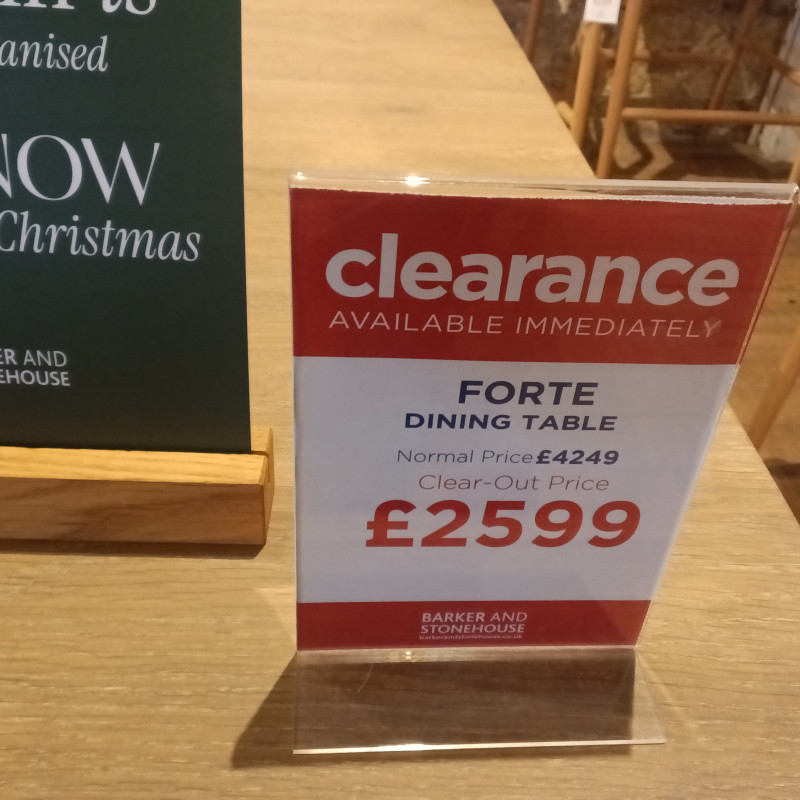 anised
NOW
Christmas
ER AND
EHOUSE
clearance
AVAILABLE IMMEDIATELY
FORTE
DINING TABLE
Normal Price £4249
Clear-Out Price
£2599
BARKER AND
STONEHOUSE
barkerandstonehouse.co.uk